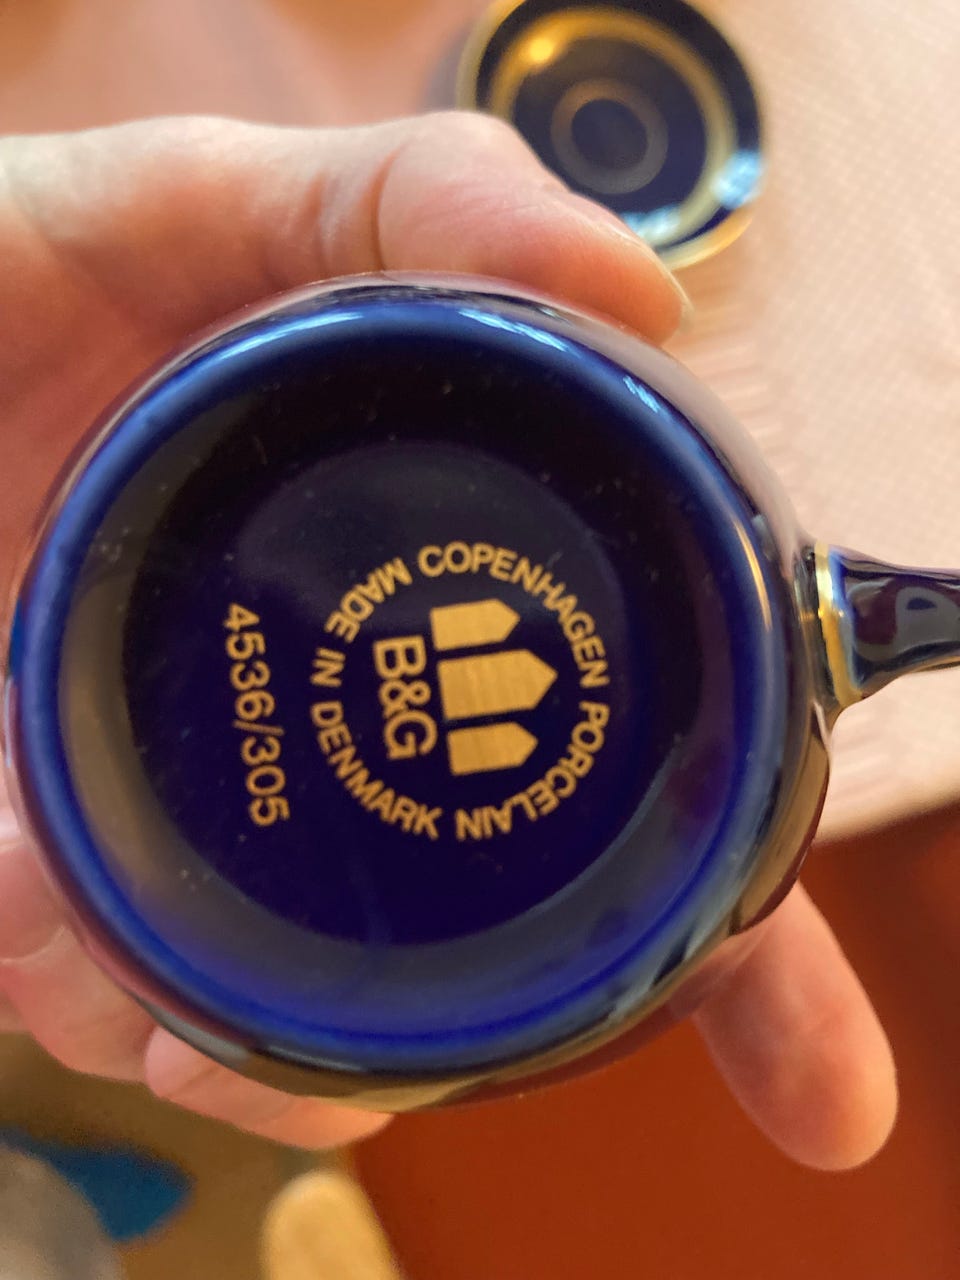 COPENHAGEN PORCELAIN
B&G
MADE IN DENMARK
4536/305